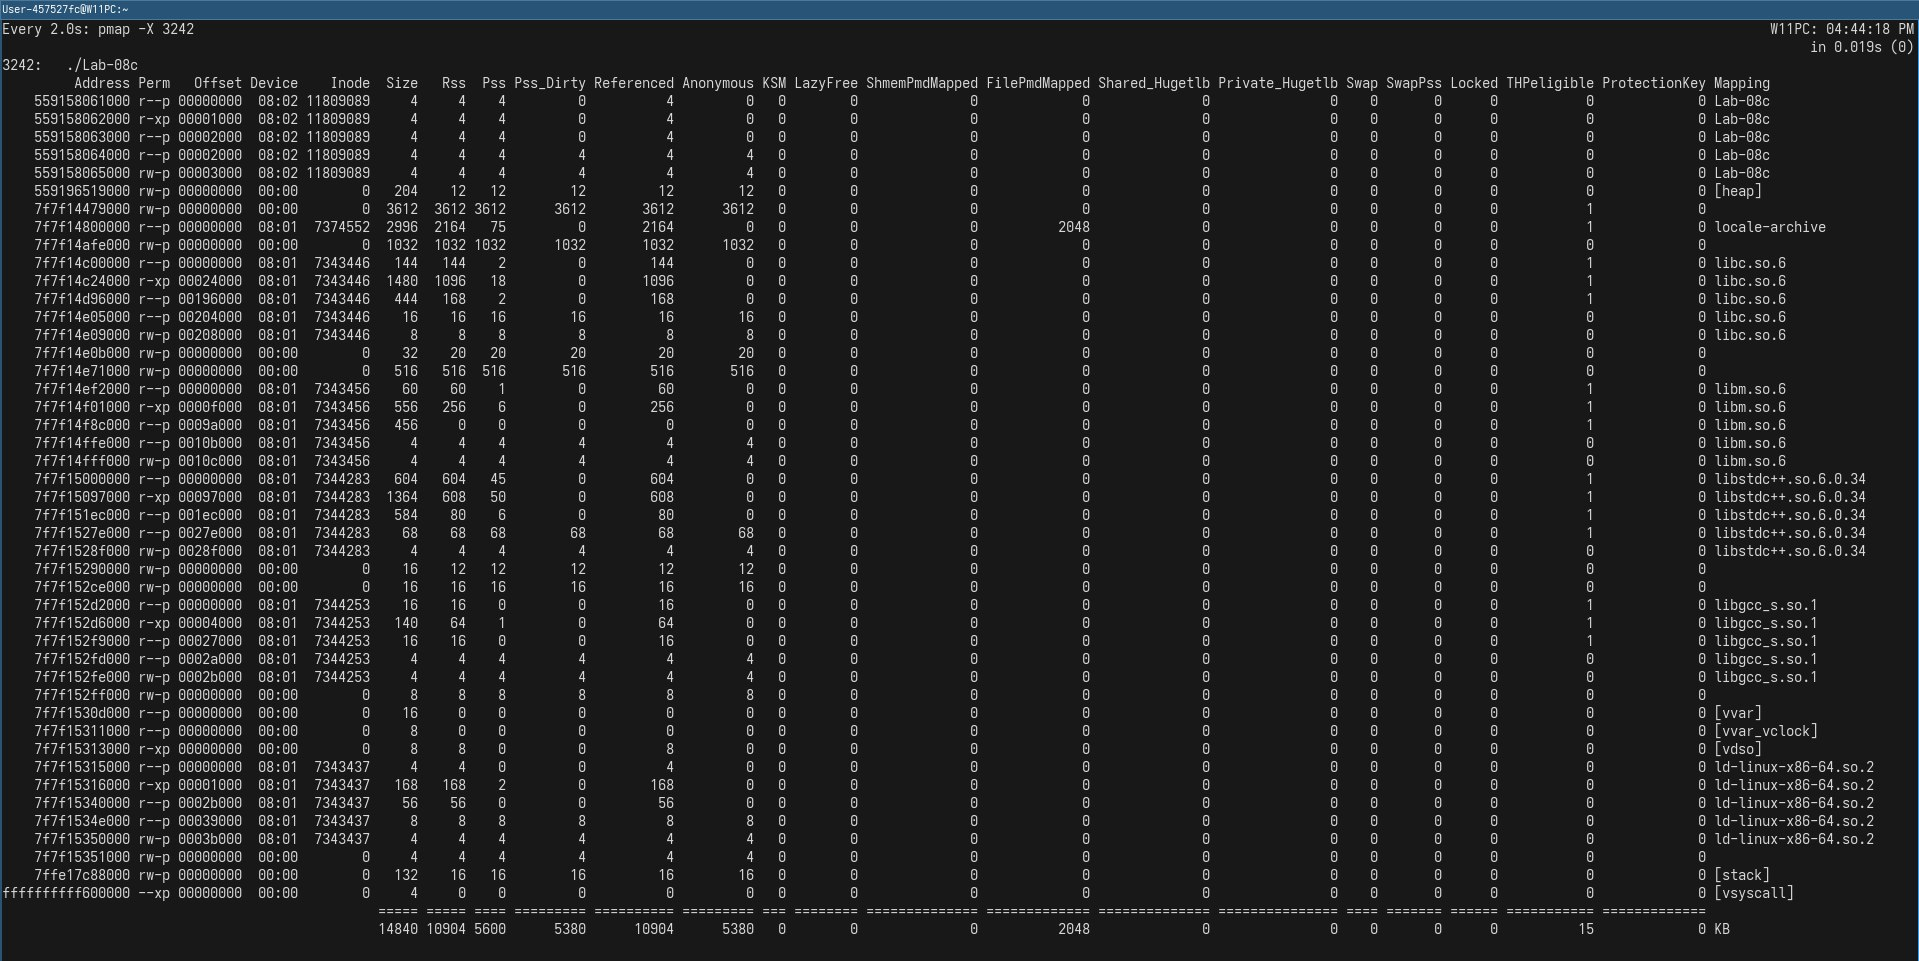 User-457527fc@W11PC:~
Every 2.0s: pmap -X 3242 W11PC: 04:44:18 PM
in 0.019s (0)
3242: ./Lab-08c
Address Perm Offset Device Inode Size Rss Pss Pss_Dirty Referenced Anonymous KSM LazyFree ShmemPmdMapped FilePmdMapped Shared_Hugetlb Private_Hugetlb Swap SwapPss Locked THPeligible ProtectionKey Mapping
559158061000 r--p 00000000 08:02 11809089 4 4 4 0 4 0 0 0 0 0 0 0 0 0 0 0 0 Lab-08c
559158062000 r-xp 00001000 08:02 11809089 4 4 4 0 4 0 0 0 0 0 0 0 0 0 0 0 0 Lab-08c
559158063000 r--p 00002000 08:02 11809089 4 4 4 0 4 0 0 0 0 0 0 0 0 0 0 0 0 Lab-08c
559158064000 r--p 00002000 08:02 11809089 4 4 4 4 4 4 0 0 0 0 0 0 0 0 0 0 0 Lab-08c
559158065000 rw-p 00003000 08:02 11809089 4 4 4 4 4 4 0 0 0 0 0 0 0 0 0 0 0 Lab-08c
559196519000 rw-p 00000000 00:00 0 204 12 12 12 12 12 0 0 0 0 0 0 0 0 0 0 0 [heap]
7f7f14479000 rw-p 00000000 00:00 0 3612 3612 3612 3612 3612 3612 0 0 0 0 0 0 0 0 0 1 0
7f7f14800000 r--p 00000000 08:01 7374552 2996 2164 75 0 2164 0 0 0 0 2048 0 0 0 0 0 1 0 locale-archive
7f7f14afe000 rw-p 00000000 00:00 0 1032 1032 1032 1032 1032 1032 0 0 0 0 0 0 0 0 0 0 0
7f7f14c00000 r--p 00000000 08:01 7343446 144 144 2 0 144 0 0 0 0 0 0 0 0 0 0 1 0 libc.so.6
7f7f14c24000 r-xp 00024000 08:01 7343446 1480 1096 18 0 1096 0 0 0 0 0 0 0 0 0 0 1 0 libc.so.6
7f7f14d96000 r--p 00196000 08:01 7343446 444 168 2 0 168 0 0 0 0 0 0 0 0 0 0 1 0 libc.so.6
7f7f14e05000 r--p 00204000 08:01 7343446 16 16 16 16 16 16 0 0 0 0 0 0 0 0 0 0 0 libc.so.6
7f7f14e09000 rw-p 00208000 08:01 7343446 8 8 8 8 8 8 0 0 0 0 0 0 0 0 0 0 0 libc.so.6
7f7f14e0b000 rw-p 00000000 00:00 0 32 20 20 20 20 20 0 0 0 0 0 0 0 0 0 0 0
7f7f14e71000 rw-p 00000000 00:00 0 516 516 516 516 516 516 0 0 0 0 0 0 0 0 0 0 0
7f7f14ef2000 r--p 00000000 08:01 7343456 60 60 1 0 60 0 0 0 0 0 0 0 0 0 0 1 0 libm.so.6
7f7f14f01000 r-xp 0000f000 08:01 7343456 556 256 6 0 256 0 0 0 0 0 0 0 0 0 0 1 0 libm.so.6
7f7f14f8c000 r--p 0009a000 08:01 7343456 456 0 0 0 0 0 0 0 0 0 0 0 0 0 0 1 0 libm.so.6
7f7f14ffe000 r--p 0010b000 08:01 7343456 4 4 4 4 4 4 0 0 0 0 0 0 0 0 0 0 0 libm.so.6
7f7f14fff000 rw-p 0010c000 08:01 7343456 4 4 4 4 4 4 0 0 0 0 0 0 0 0 0 0 0 libm.so.6
7f7f15000000 r--p 00000000 08:01 7344283 604 604 45 0 604 0 0 0 0 0 0 0 0 0 0 1 0 libstdc++.so.6.0.34
7f7f15097000 r-xp 00097000 08:01 7344283 1364 608 50 0 608 0 0 0 0 0 0 0 0 0 0 1 0 libstdc++.so.6.0.34
7f7f151ec000 r--p 001ec000 08:01 7344283 584 80 6 0 80 0 0 0 0 0 0 0 0 0 0 1 0 libstdc++.so.6.0.34
7f7f1527e000 r--p 0027e000 08:01 7344283 68 68 68 68 68 68 0 0 0 0 0 0 0 0 0 1 0 libstdc++.so.6.0.34
7f7f1528f000 rw-p 0028f000 08:01 7344283 4 4 4 4 4 4 0 0 0 0 0 0 0 0 0 0 0 libstdc++.so.6.0.34
7f7f15290000 rw-p 00000000 00:00 0 16 12 12 12 12 12 0 0 0 0 0 0 0 0 0 0 0
7f7f152ce000 rw-p 00000000 00:00 0 16 16 16 16 16 16 0 0 0 0 0 0 0 0 0 0 0
7f7f152d2000 r--p 00000000 08:01 7344253 16 16 0 0 16 0 0 0 0 0 0 0 0 0 0 1 0 libgcc_s.so.1
7f7f152d6000 r-xp 00004000 08:01 7344253 140 64 1 0 64 0 0 0 0 0 0 0 0 0 0 1 0 libgcc_s.so.1
7f7f152f9000 r--p 00027000 08:01 7344253 16 16 0 0 16 0 0 0 0 0 0 0 0 0 0 1 0 libgcc_s.so.1
7f7f152fd000 r--p 0002a000 08:01 7344253 4 4 4 4 4 4 0 0 0 0 0 0 0 0 0 0 0 libgcc_s.so.1
7f7f152fe000 rw-p 0002b000 08:01 7344253 4 4 4 4 4 4 0 0 0 0 0 0 0 0 0 0 0 libgcc_s.so.1
7f7f152ff000 rw-p 00000000 00:00 0 8 8 8 8 8 8 0 0 0 0 0 0 0 0 0 0 0
7f7f1530d000 r--p 00000000 00:00 0 16 0 0 0 0 0 0 0 0 0 0 0 0 0 0 0 0 [vvar]
7f7f15311000 r--p 00000000 00:00 0 8 0 0 0 0 0 0 0 0 0 0 0 0 0 0 0 0 [vvar_vclock]
7f7f15313000 r-xp 00000000 00:00 0 8 8 0 0 8 0 0 0 0 0 0 0 0 0 0 0 0 [vdso]
7f7f15315000 r--p 00000000 08:01 7343437 4 4 0 0 4 0 0 0 0 0 0 0 0 0 0 0 0 ld-linux-x86-64.so.2
7f7f15316000 r-xp 00001000 08:01 7343437 168 168 2 0 168 0 0 0 0 0 0 0 0 0 0 0 0 ld-linux-x86-64.so.2
7f7f15340000 r--p 0002b000 08:01 7343437 56 56 0 0 56 0 0 0 0 0 0 0 0 0 0 0 0 ld-linux-x86-64.so.2
7f7f1534e000 r--p 00039000 08:01 7343437 8 8 8 8 8 8 0 0 0 0 0 0 0 0 0 0 0 ld-linux-x86-64.so.2
7f7f15350000 rw-p 0003b000 08:01 7343437 4 4 4 4 4 4 0 0 0 0 0 0 0 0 0 0 0 ld-linux-x86-64.so.2
7f7f15351000 rw-p 00000000 00:00 0 4 4 4 4 4 4 0 0 0 0 0 0 0 0 0 0 0
7ffe17c88000 rw-p 00000000 00:00 0 132 16 16 16 16 16 0 0 0 0 0 0 0 0 0 0 0 [stack]
ffffffffff600000 --xp 00000000 00:00 0 4 0 0 0 0 0 0 0 0 0 0 0 0 0 0 0 0 [vsyscall]
===== ===== ==== ========= ========== ========= === ======== ============== ============= ============== =============== ==== ======= ====== =========== =============
14840 10904 5600 5380 10904 5380 0 0 0 2048 0 0 0 0 0 15 0 KB